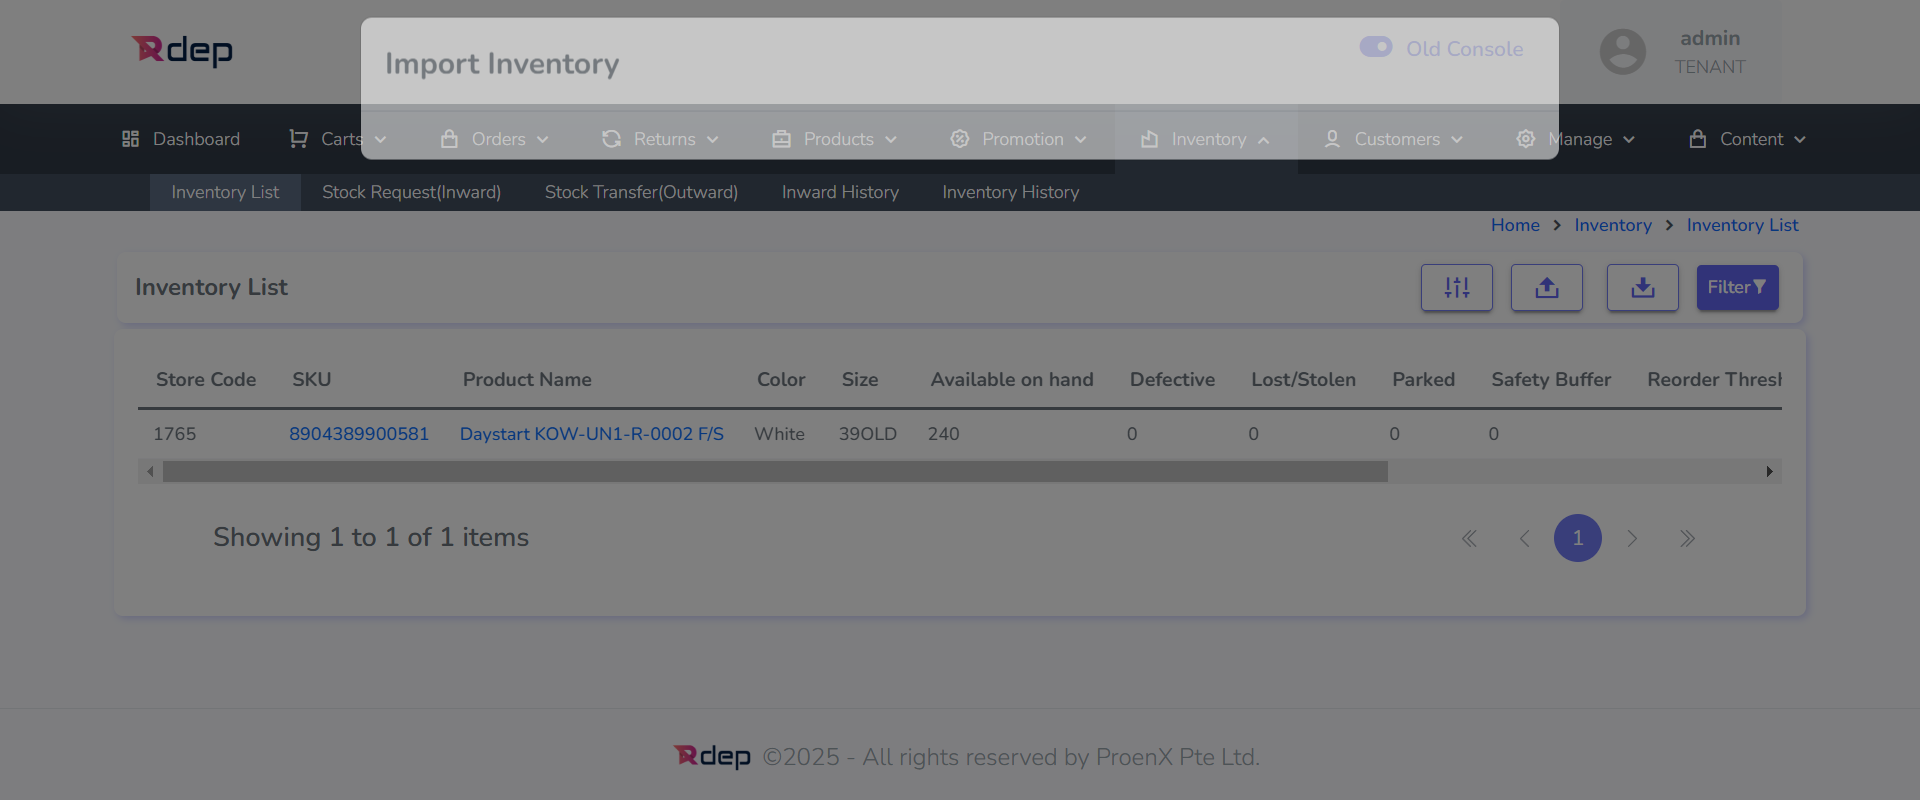 Rdep
Import Inventory
Old Console
admin
TENANT
Dashboard
Carts
Orders
Returns
Products
Promotion
Inventory
Customers
Manage
Content
Inventory List
Stock Request(Inward)
Stock Transfer(Outward)
Inward History
Inventory History
Home
Inventory
Inventory List
Inventory List
Filter
Store Code SKU Product Name Color Size Available on hand Defective Lost/Stolen Parked Safety Buffer Reorder Thresh
1765 8904389900581 Daystart KOW-UN1-R-0002 F/S White 39OLD 240 0 0 0 0
Showing 1 to 1 of 1 items
1
Rdep ©2025 - All rights reserved by ProenX Pte Ltd.